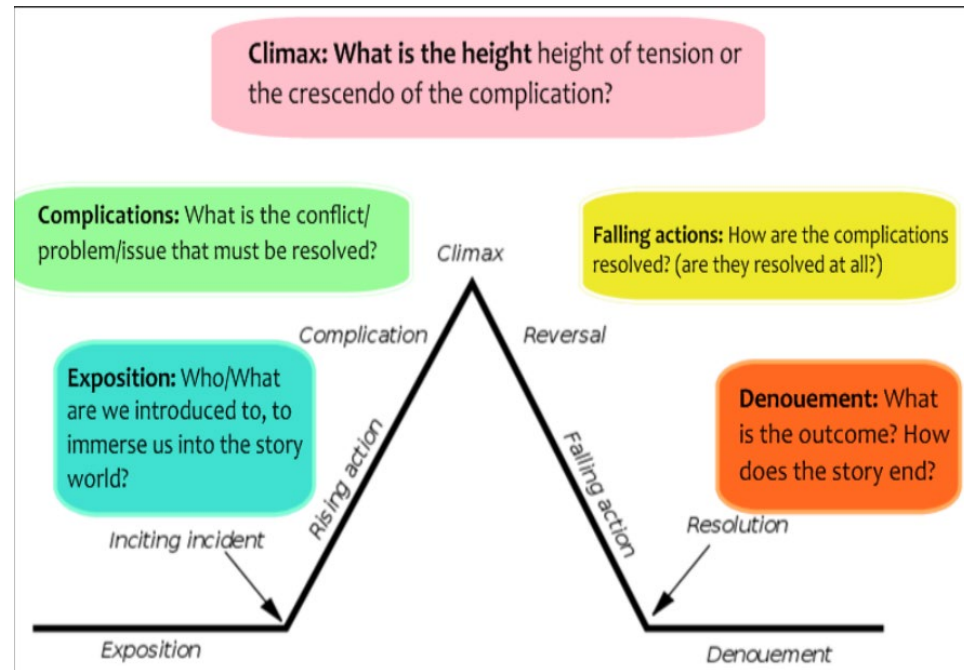 Climax: What is the height height of tension or
the crescendo of the complication?
Complications: What is the conflict/
problem/issue that must be resolved?
Falling actions: How are the complications
resolved? (are they resolved at all?)
Climax
Complication
Reversal
Exposition: Who/What
are we introduced to, to
immerse us into the story
world?
Denouement: What
is the outcome? How
does the story end?
Rising action
Falling action
Inciting incident
Resolution
Exposition
Denouement